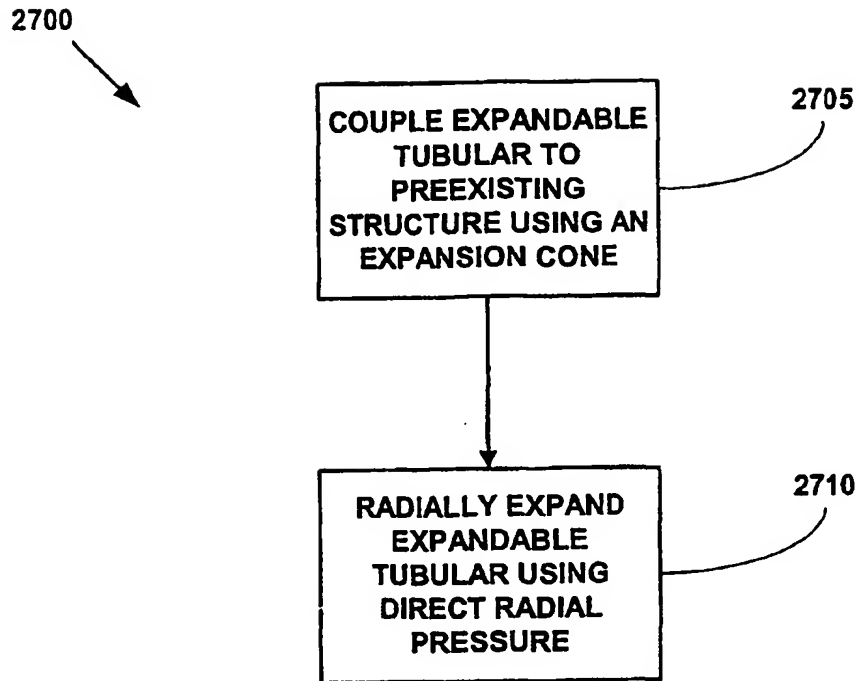 2700
COUPLE EXPANDABLE
TUBULAR TO
PREEXISTING
STRUCTURE USING AN
EXPANSION CONE
2705
RADIALLY EXPAND
EXPANDABLE
TUBULAR USING
DIRECT RADIAL
PRESSURE
2710